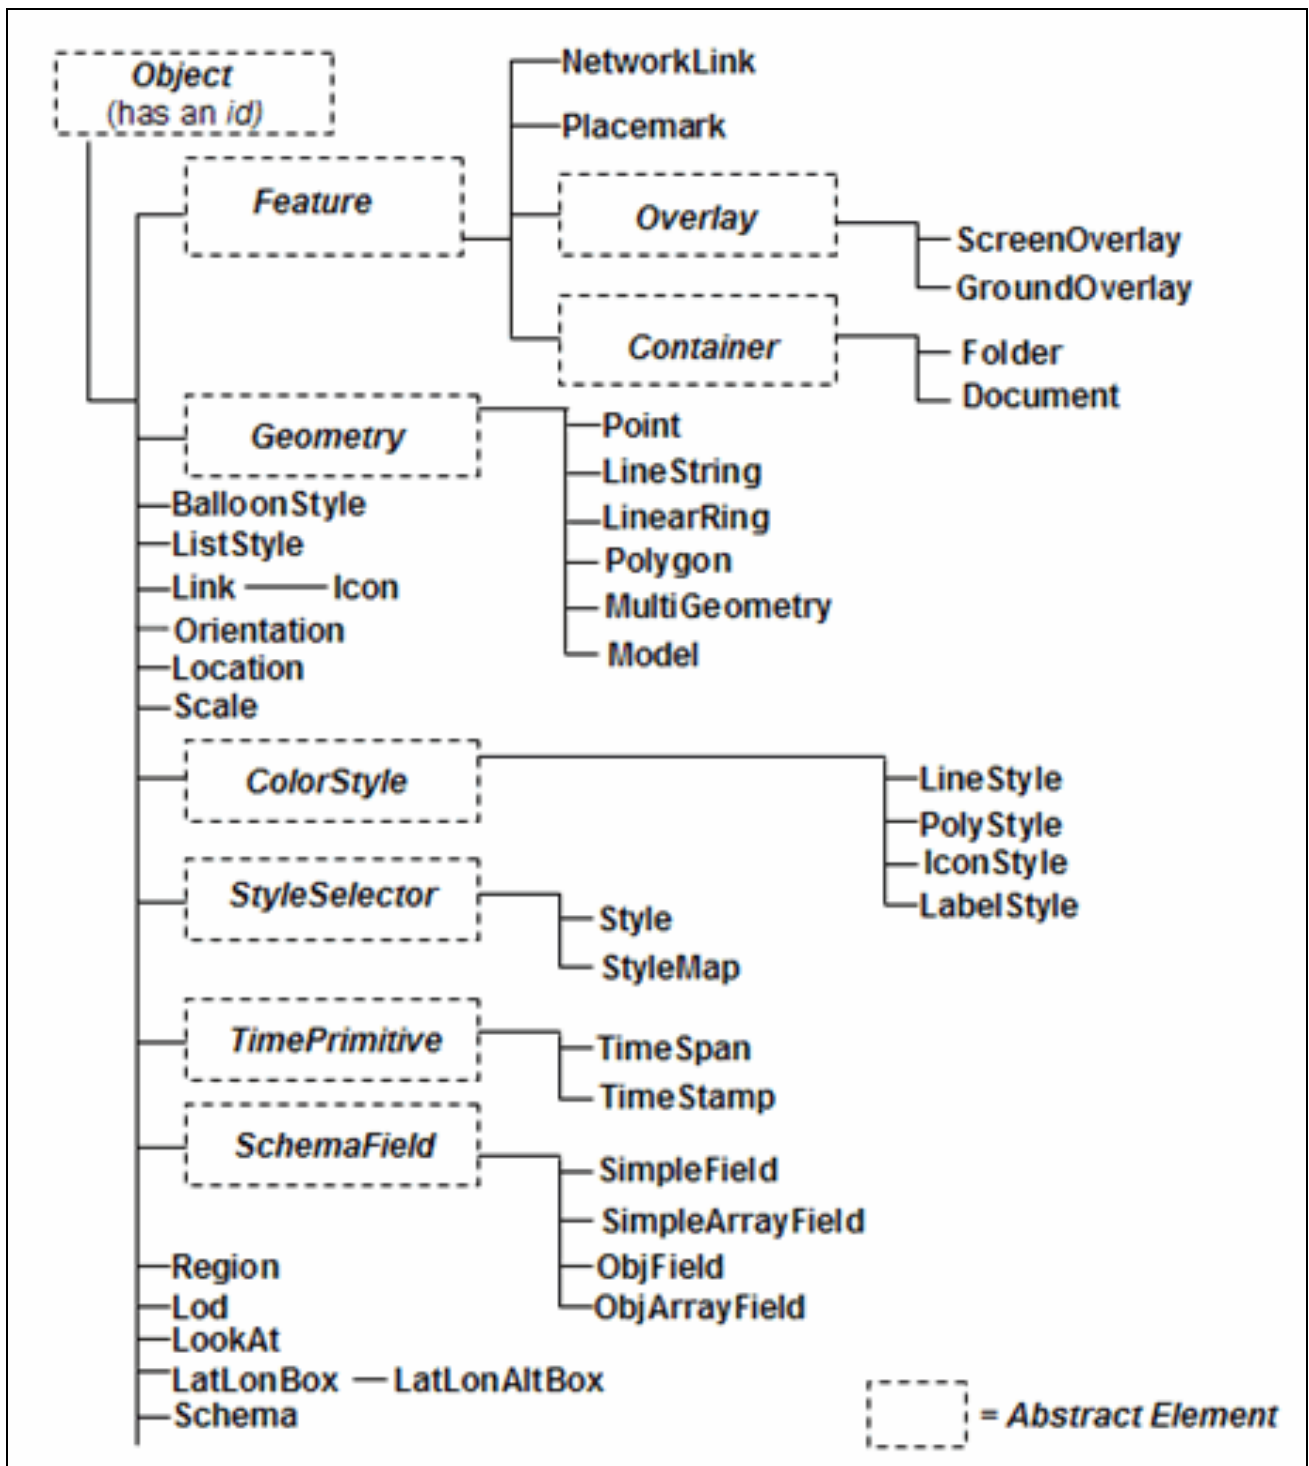 Object
(has an id)
NetworkLink
Placemark
Feature
Overlay
ScreenOverlay
GroundOverlay
Container
Folder
Document
Geometry
Point
LineString
LinearRing
Polygon
MultiGeometry
Model
BalloonStyle
ListStyle
Link Icon
Orientation
Location
Scale
ColorStyle
LineStyle
PolyStyle
IconStyle
LabelStyle
StyleSelector
Style
StyleMap
TimePrimitive
TimeSpan
TimeStamp
SchemaField
SimpleField
SimpleArrayField
ObjField
ObjArrayField
Region
Lod
LookAt
LatLonBox LatLonAltBox
Schema
= Abstract Element